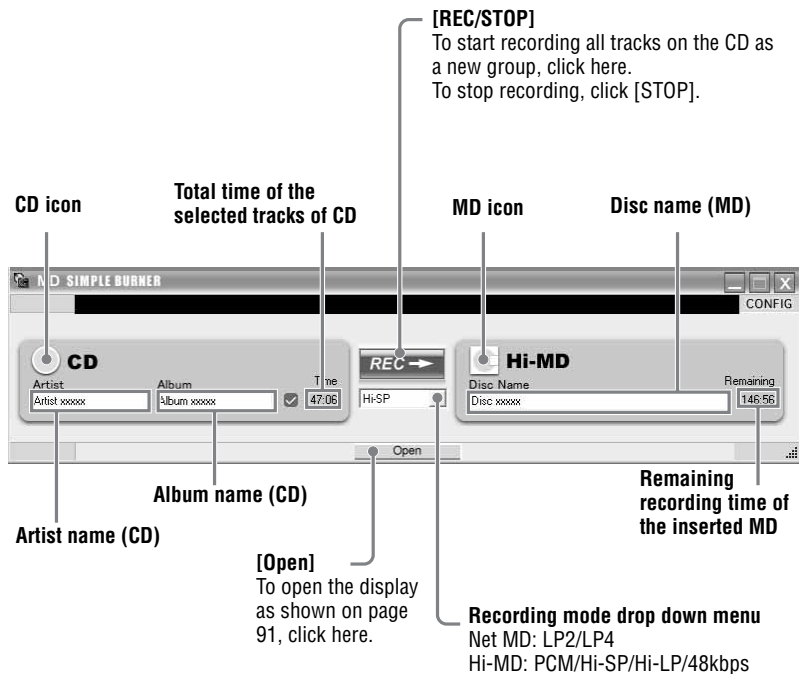 [REC/STOP]
To start recording all tracks on the CD as
a new group, click here.
To stop recording, click [STOP].
CD icon
Total time of the
selected tracks of CD
MD icon
Disc name (MD)
MD SIMPLE BURNER
CONFIG
CD
Artist
Album
Time
Artist xxxxx
Album xxxxx
47:06
REC
Hi-SP
Hi-MD
Disc Name
Remaining
Disc xxxxx
146:56
Open
Album name (CD)
Artist name (CD)
Remaining
recording time of
the inserted MD
[Open]
To open the display
as shown on page
91, click here.
Recording mode drop down menu
Net MD: LP2/LP4
Hi-MD: PCM/Hi-SP/Hi-LP/48kbps